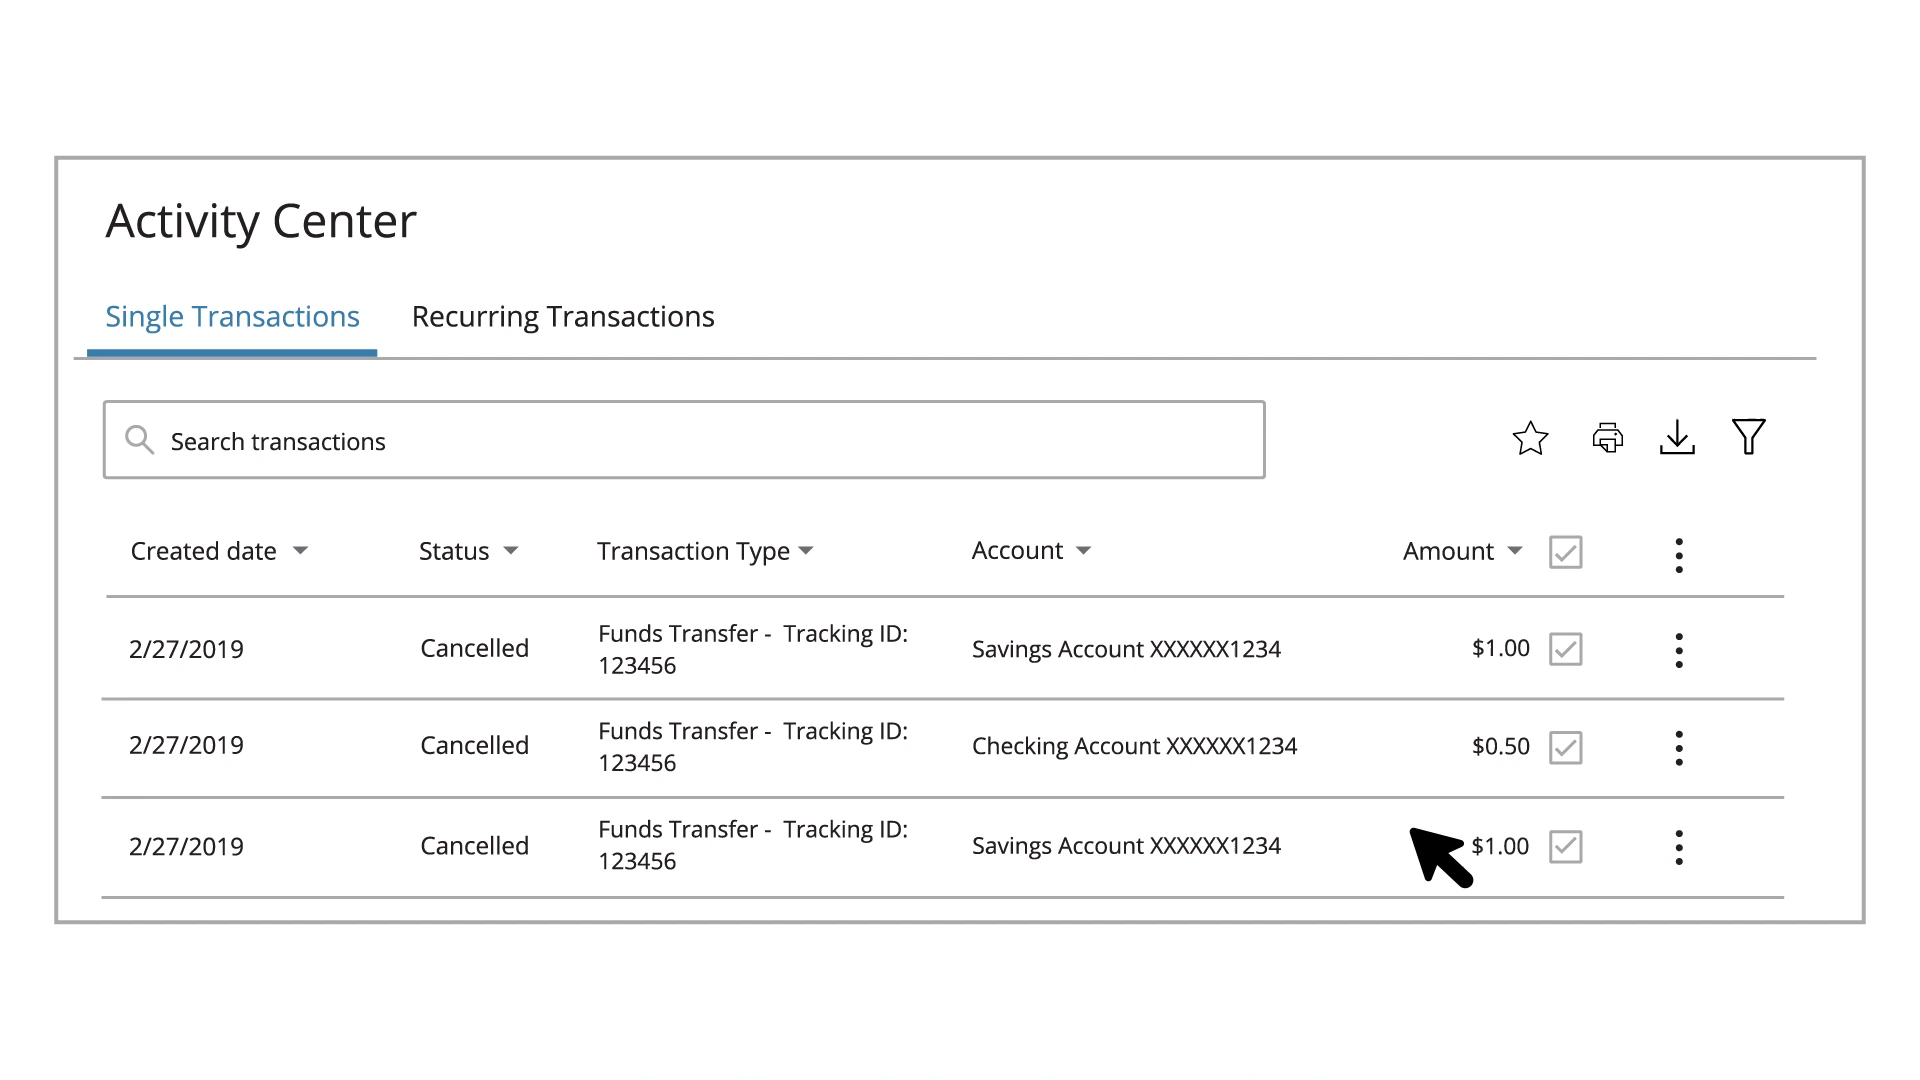 Activity Center
Single Transactions Recurring Transactions
Search transactions
Created date Status Transaction Type Account Amount
2/27/2019 Cancelled Funds Transfer - Tracking ID: 123456 Savings Account XXXXXX1234 $1.00
2/27/2019 Cancelled Funds Transfer - Tracking ID: 123456 Checking Account XXXXXX1234 $0.50
2/27/2019 Cancelled Funds Transfer - Tracking ID: 123456 Savings Account XXXXXX1234 $1.00